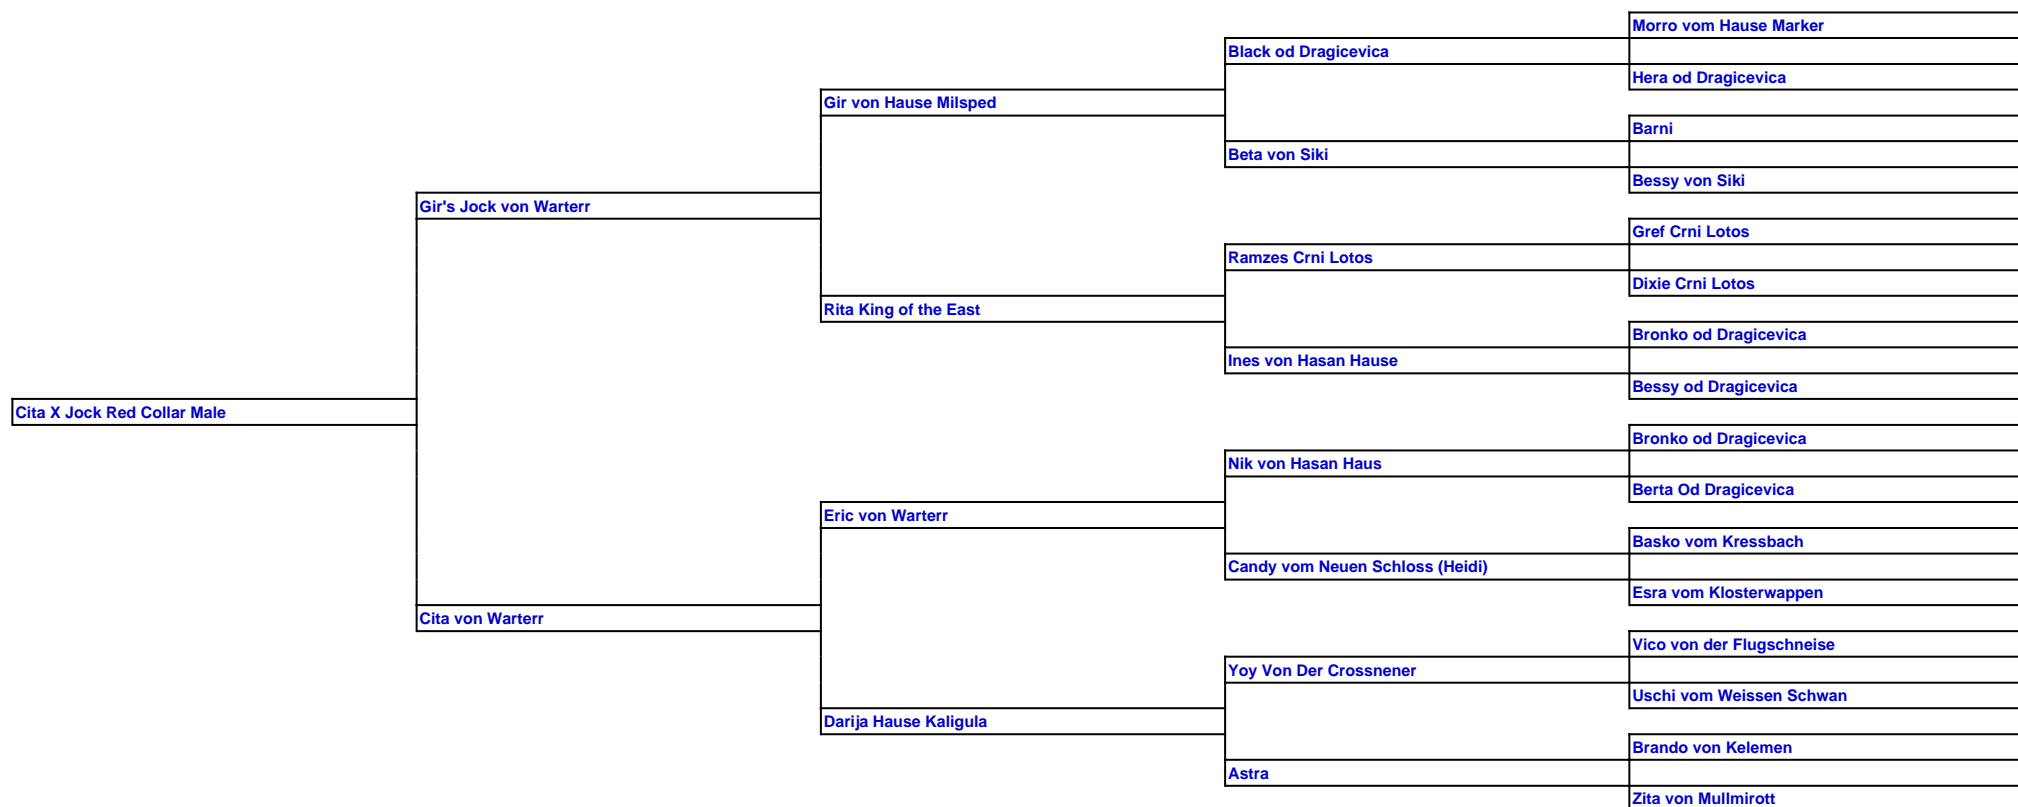 Morro vom Hause Marker
Black od Dragicevica
Hera od Dragicevica
Gir von Hause Milsped
Barni
Beta von Siki
Bessy von Siki
Gir's Jock von Warterr
Gref Crni Lotos
Ramzes Crni Lotos
Dixie Crni Lotos
Rita King of the East
Bronko od Dragicevica
Ines von Hasan Hause
Bessy od Dragicevica
Cita X Jock Red Collar Male
Bronko od Dragicevica
Nik von Hasan Haus
Berta Od Dragicevica
Eric von Warterr
Basko vom Kressbach
Candy vom Neuen Schloss (Heidi)
Esra vom Klosterwappen
Cita von Warterr
Vico von der Flugschneise
Yoy Von Der Crossnener
Uschi vom Weissen Schwan
Darija Hause Kaligula
Brando von Kelemen
Astra
Zita von Mullmirott